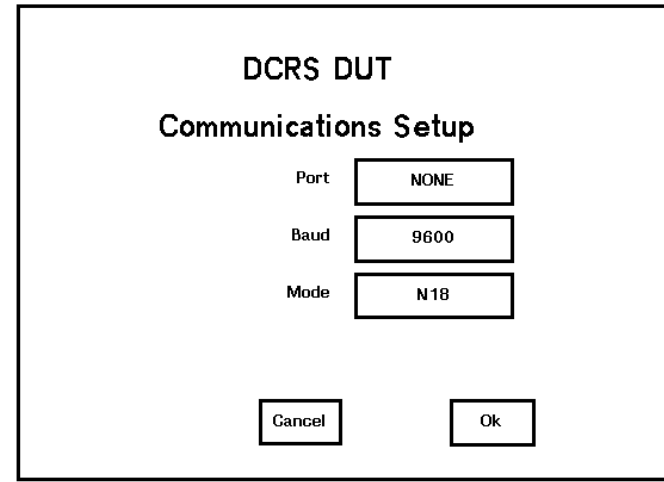 DCRS DUT
Communications Setup
Port NONE
Baud 9600
Mode N18
Cancel Ok